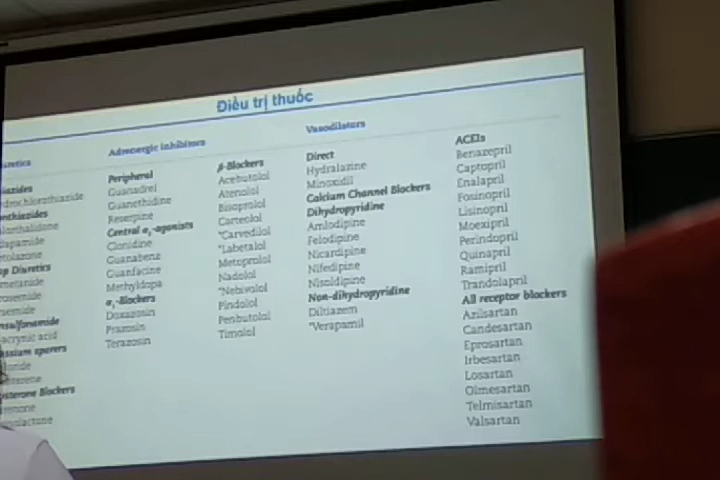 Điều trị thuốc
Adrenergic Inhibitors
Peripheral
Guanadrel
Guanethidine
Reserpine
Central α₂-agonists
Clonidine
Guanabenz
Guanfacine
Methyldopa
α₁-Blockers
Doxazosin
Prazosin
Terazosin
β-Blockers
Acebutolol
Atenolol
Bisoprolol
Carteolol
*Carvedilol
*Labetalol
Metoprolol
Nadolol
*Nebivolol
Pindolol
Penbutolol
Timolol
Vasodilators
Direct
Hydralazine
Minoxidil
Calcium Channel Blockers
Dihydropyridine
Amlodipine
Felodipine
Nicardipine
Nifedipine
Nisoldipine
Non-dihydropyridine
Diltiazem
*Verapamil
ACEIs
Benazepril
Captopril
Enalapril
Fosinopril
Lisinopril
Moexipril
Perindopril
Quinapril
Ramipril
Trandolapril
AII receptor blockers
Azilsartan
Candesartan
Eprosartan
Irbesartan
Losartan
Olmesartan
Telmisartan
Valsartan